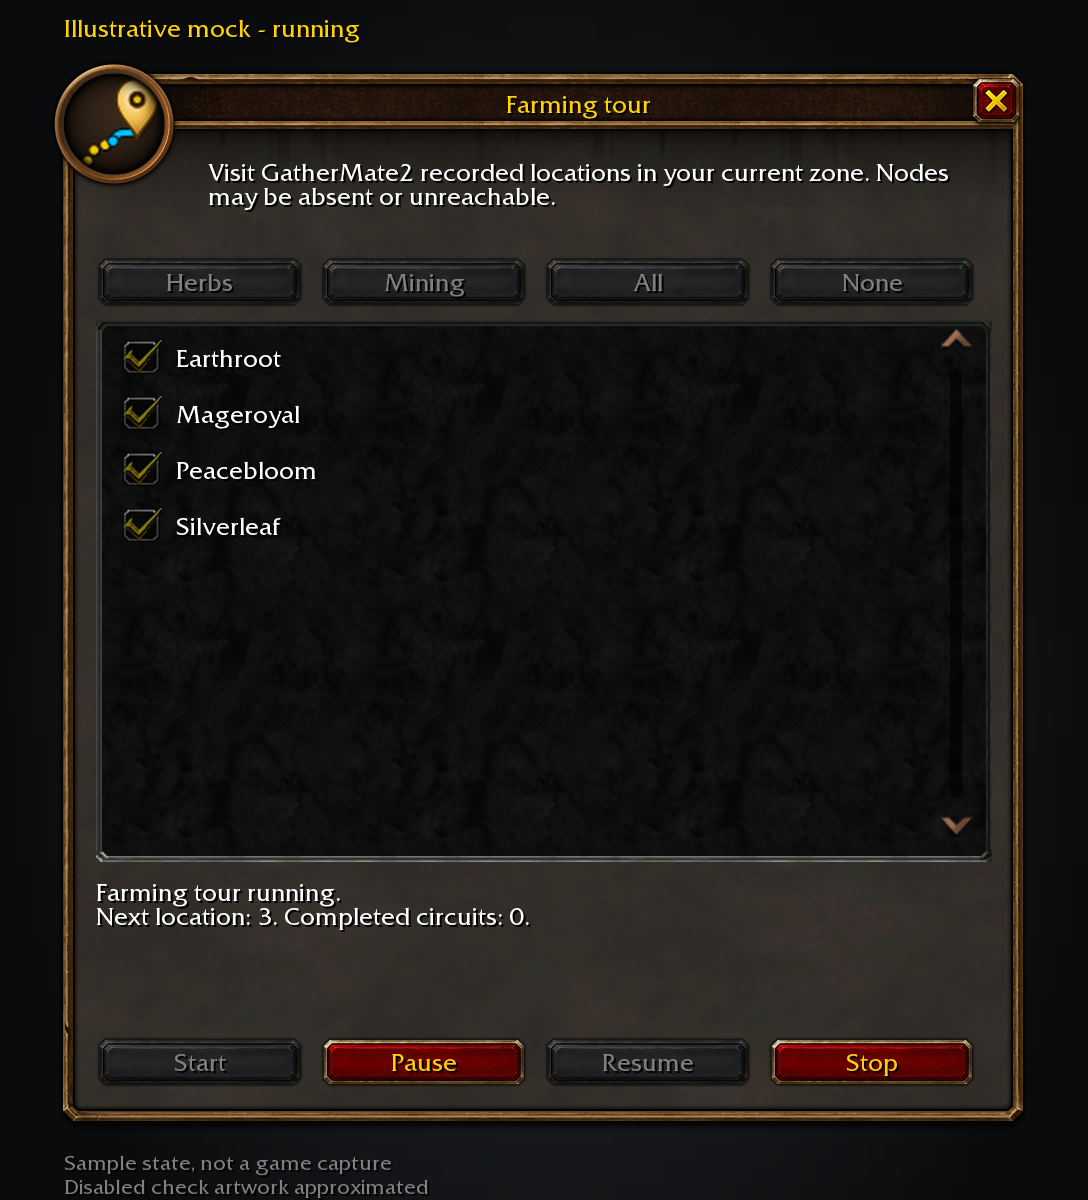 Illustrative mock - running
Farming tour
Visit GatherMate2 recorded locations in your current zone. Nodes
may be absent or unreachable.
Herbs Mining All None
Earthroot
Mageroyal
Peacebloom
Silverleaf
Farming tour running.
Next location: 3. Completed circuits: 0.
Start Pause Resume Stop
Sample state, not a game capture
Disabled check artwork approximated